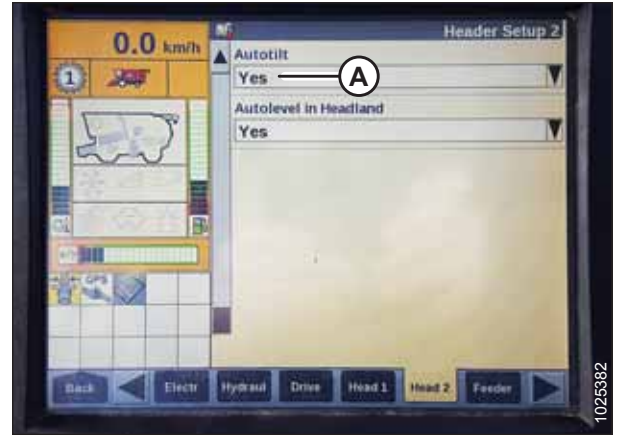 0.0 km/h
Header Setup 2
Autotilt
Yes
A
1
Autolevel in Headland
Yes
GPS
Back
Electr
Hydraul
Drive
Head 1
Head 2
Feeder
1025382